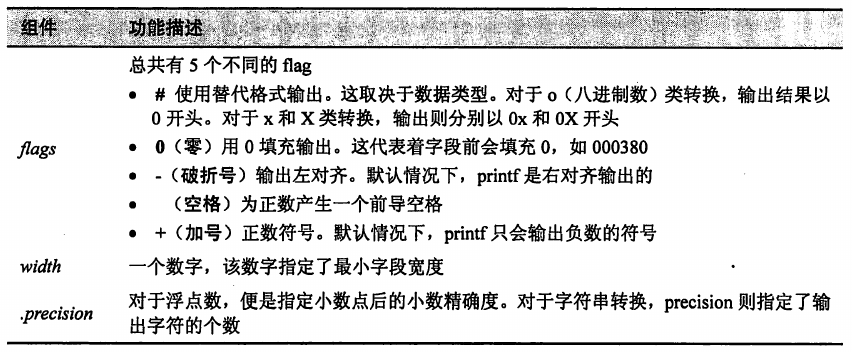 组件 功能描述
总共有 5 个不同的 flag
• # 使用替代格式输出。这取决于数据类型。对于 o（八进制数）类转换，输出结果以
0 开头。对于 x 和 X 类转换，输出则分别以 0x 和 0X 开头
flags
• 0（零）用 0 填充输出。这代表着字段前会填充 0，如 000380
• -（破折号）输出左对齐。默认情况下，printf 是右对齐输出的
• （空格）为正数产生一个前导空格
• +（加号）正数符号。默认情况下，printf 只会输出负数的符号
width 一个数字，该数字指定了最小字段宽度
.precision
对于浮点数，便是指定小数点后的小数精确度。对于字符串转换，precision 则指定了输
出字符的个数